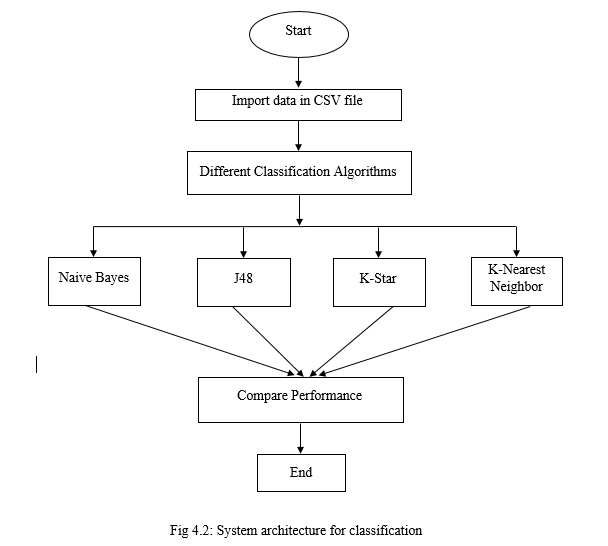 Start
Import data in CSV file
Different Classification Algorithms
Naive Bayes
J48
K-Star
K-Nearest
Neighbor
Compare Performance
End
Fig 4.2: System architecture for classification